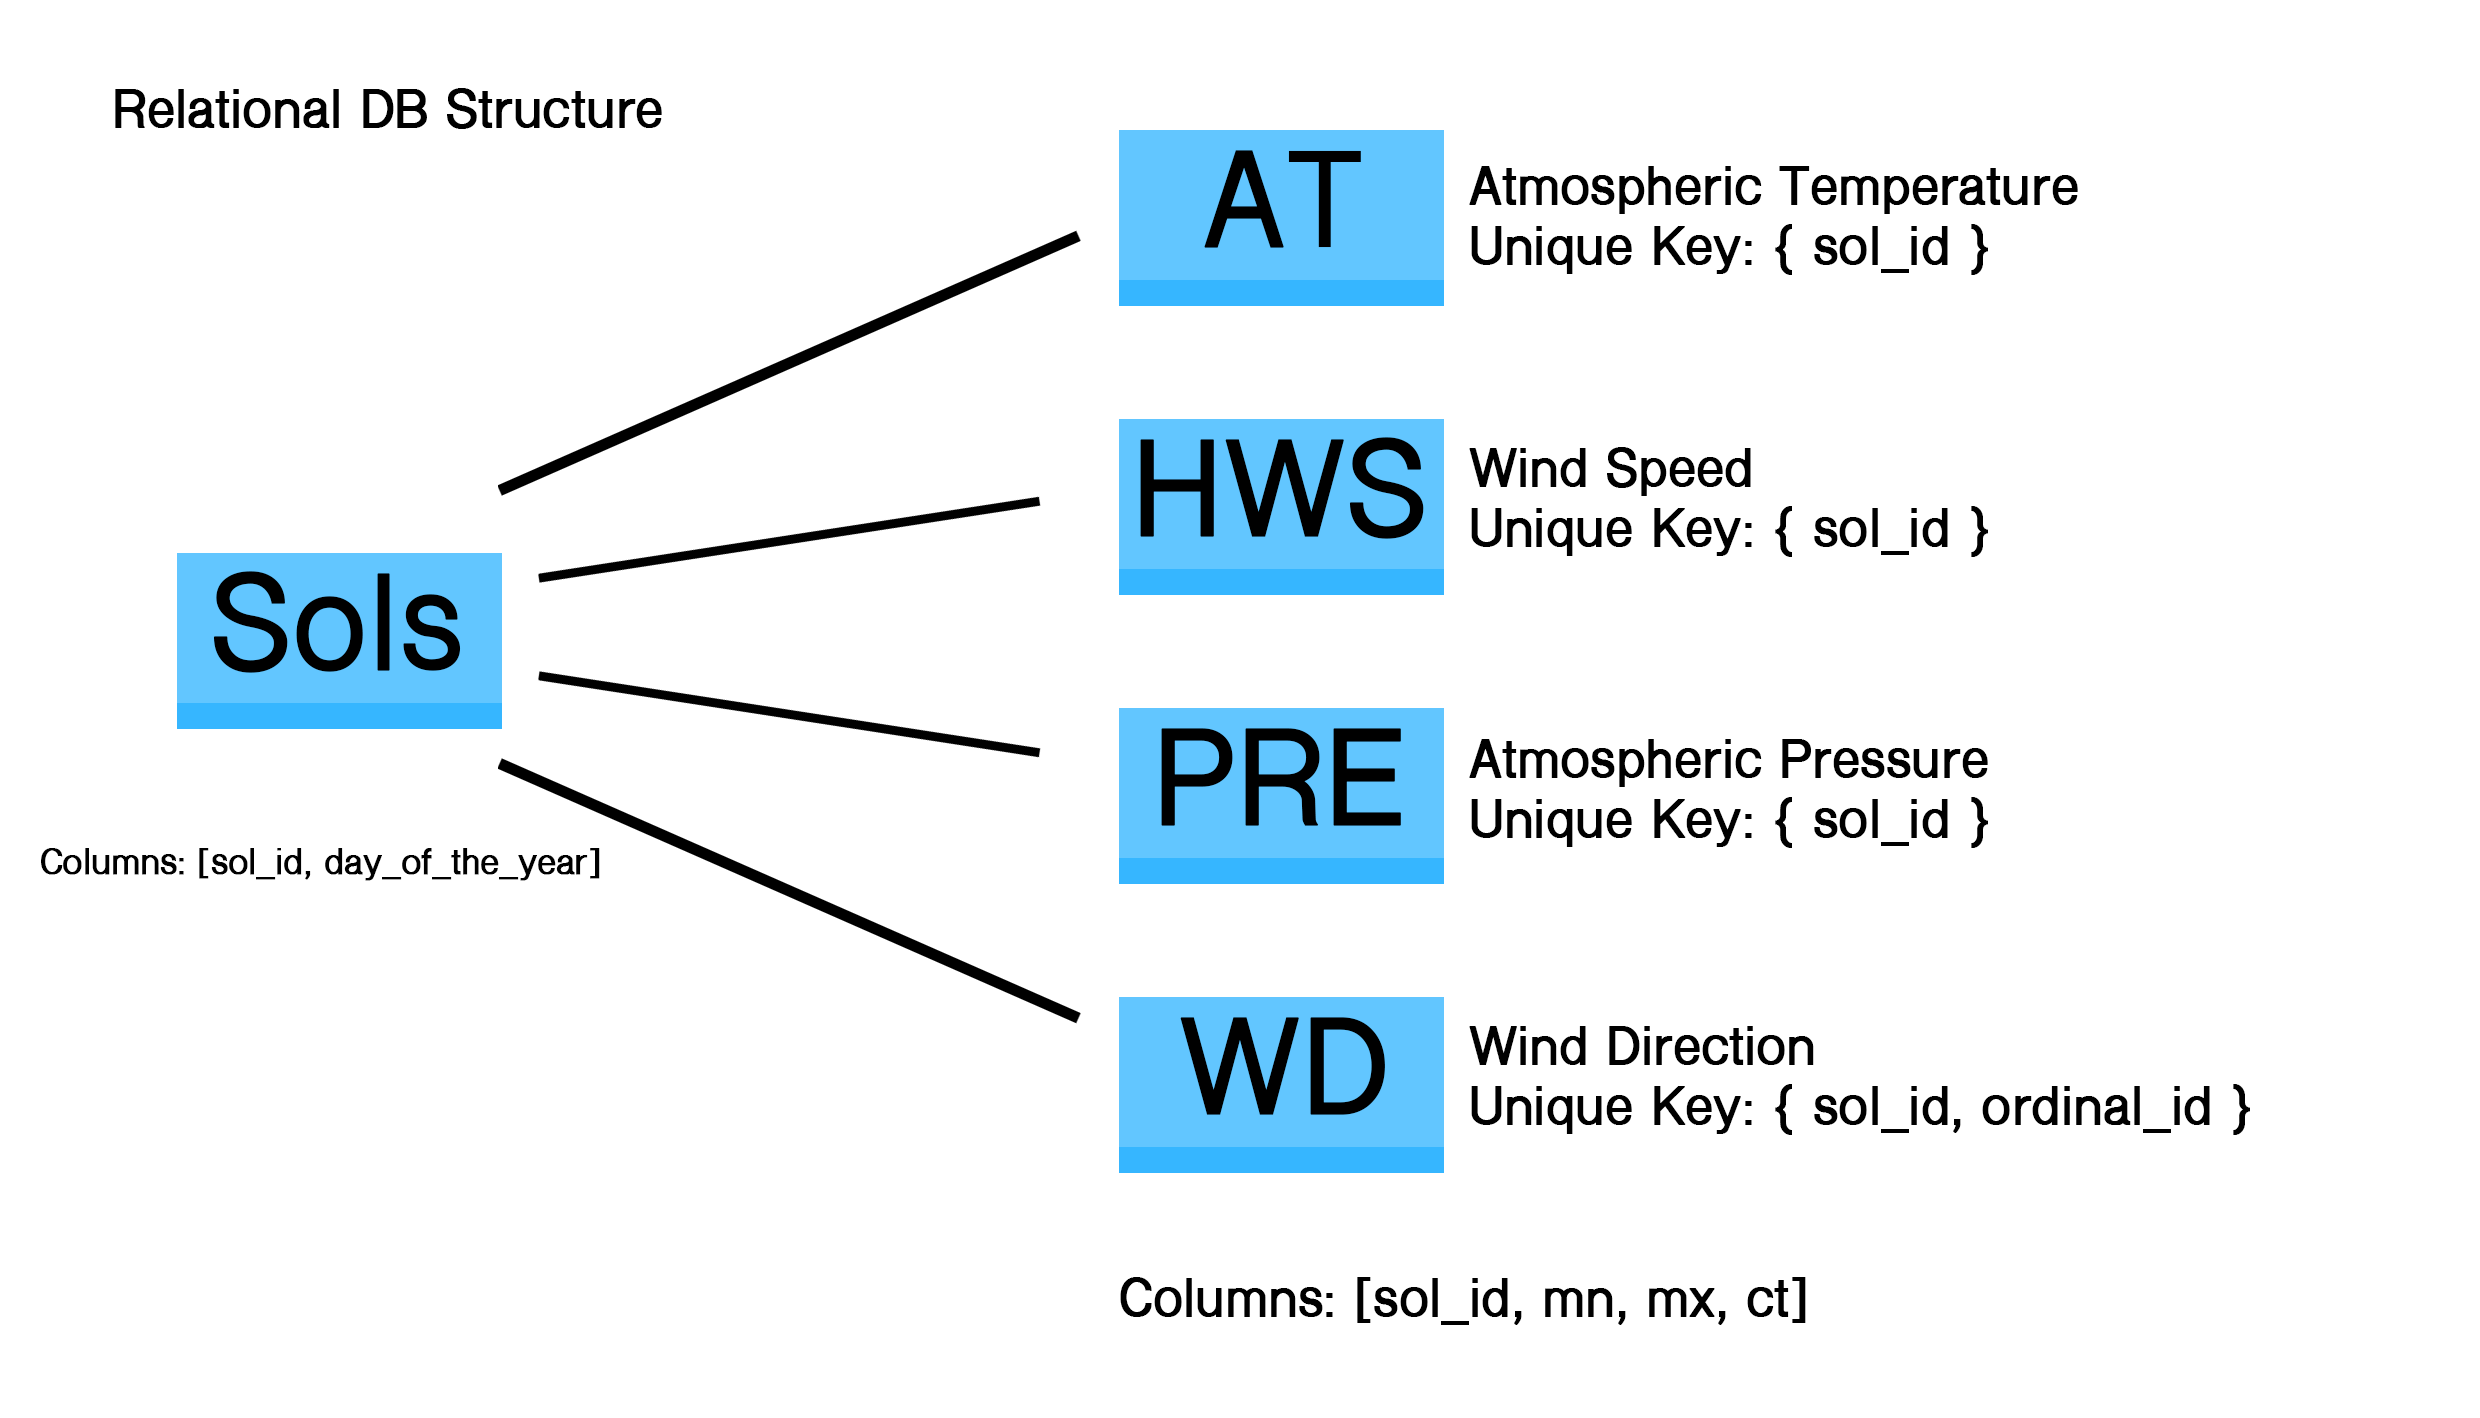 Relational DB Structure
AT
Atmospheric Temperature
Unique Key: { sol_id }
HWS
Wind Speed
Unique Key: { sol_id }
Sols
Columns: [sol_id, day_of_the_year]
PRE
Atmospheric Pressure
Unique Key: { sol_id }
WD
Wind Direction
Unique Key: { sol_id, ordinal_id }
Columns: [sol_id, mn, mx, ct]